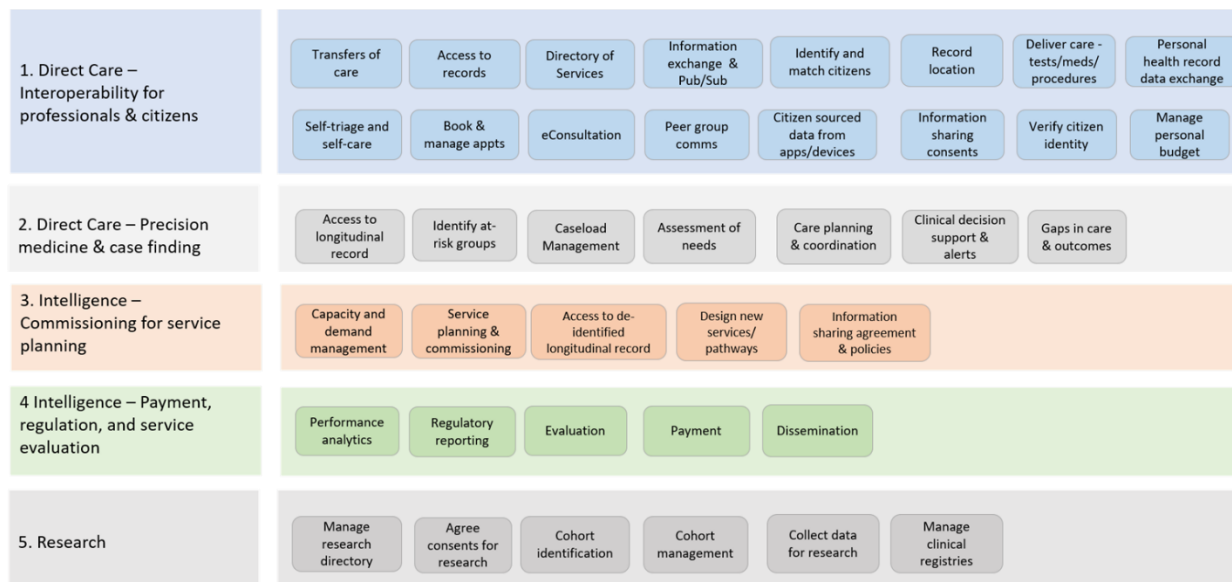 1. Direct Care –
Interoperability for
professionals & citizens
Transfers of
care
Access to
records
Directory of
Services
Information
exchange &
Pub/Sub
Identify and
match citizens
Record
location
Deliver care -
tests/meds/
procedures
Personal
health record
data exchange
Self-triage and
self-care
Book &
manage appts
eConsultation
Peer group
comms
Citizen sourced
data from
apps/devices
Information
sharing
consents
Verify citizen
identity
Manage
personal
budget
2. Direct Care – Precision
medicine & case finding
Access to
longitudinal
record
Identify at-
risk groups
Caseload
Management
Assessment of
needs
Care planning
& coordination
Clinical decision
support &
alerts
Gaps in care
& outcomes
3. Intelligence –
Commissioning for service
planning
Capacity and
demand
management
Service
planning &
commissioning
Access to de-
identified
longitudinal record
Design new
services/
pathways
Information
sharing agreement
& policies
4 Intelligence – Payment,
regulation, and service
evaluation
Performance
analytics
Regulatory
reporting
Evaluation
Payment
Dissemination
5. Research
Manage
research
directory
Agree
consents for
research
Cohort
identification
Cohort
management
Collect data
for research
Manage
clinical
registries